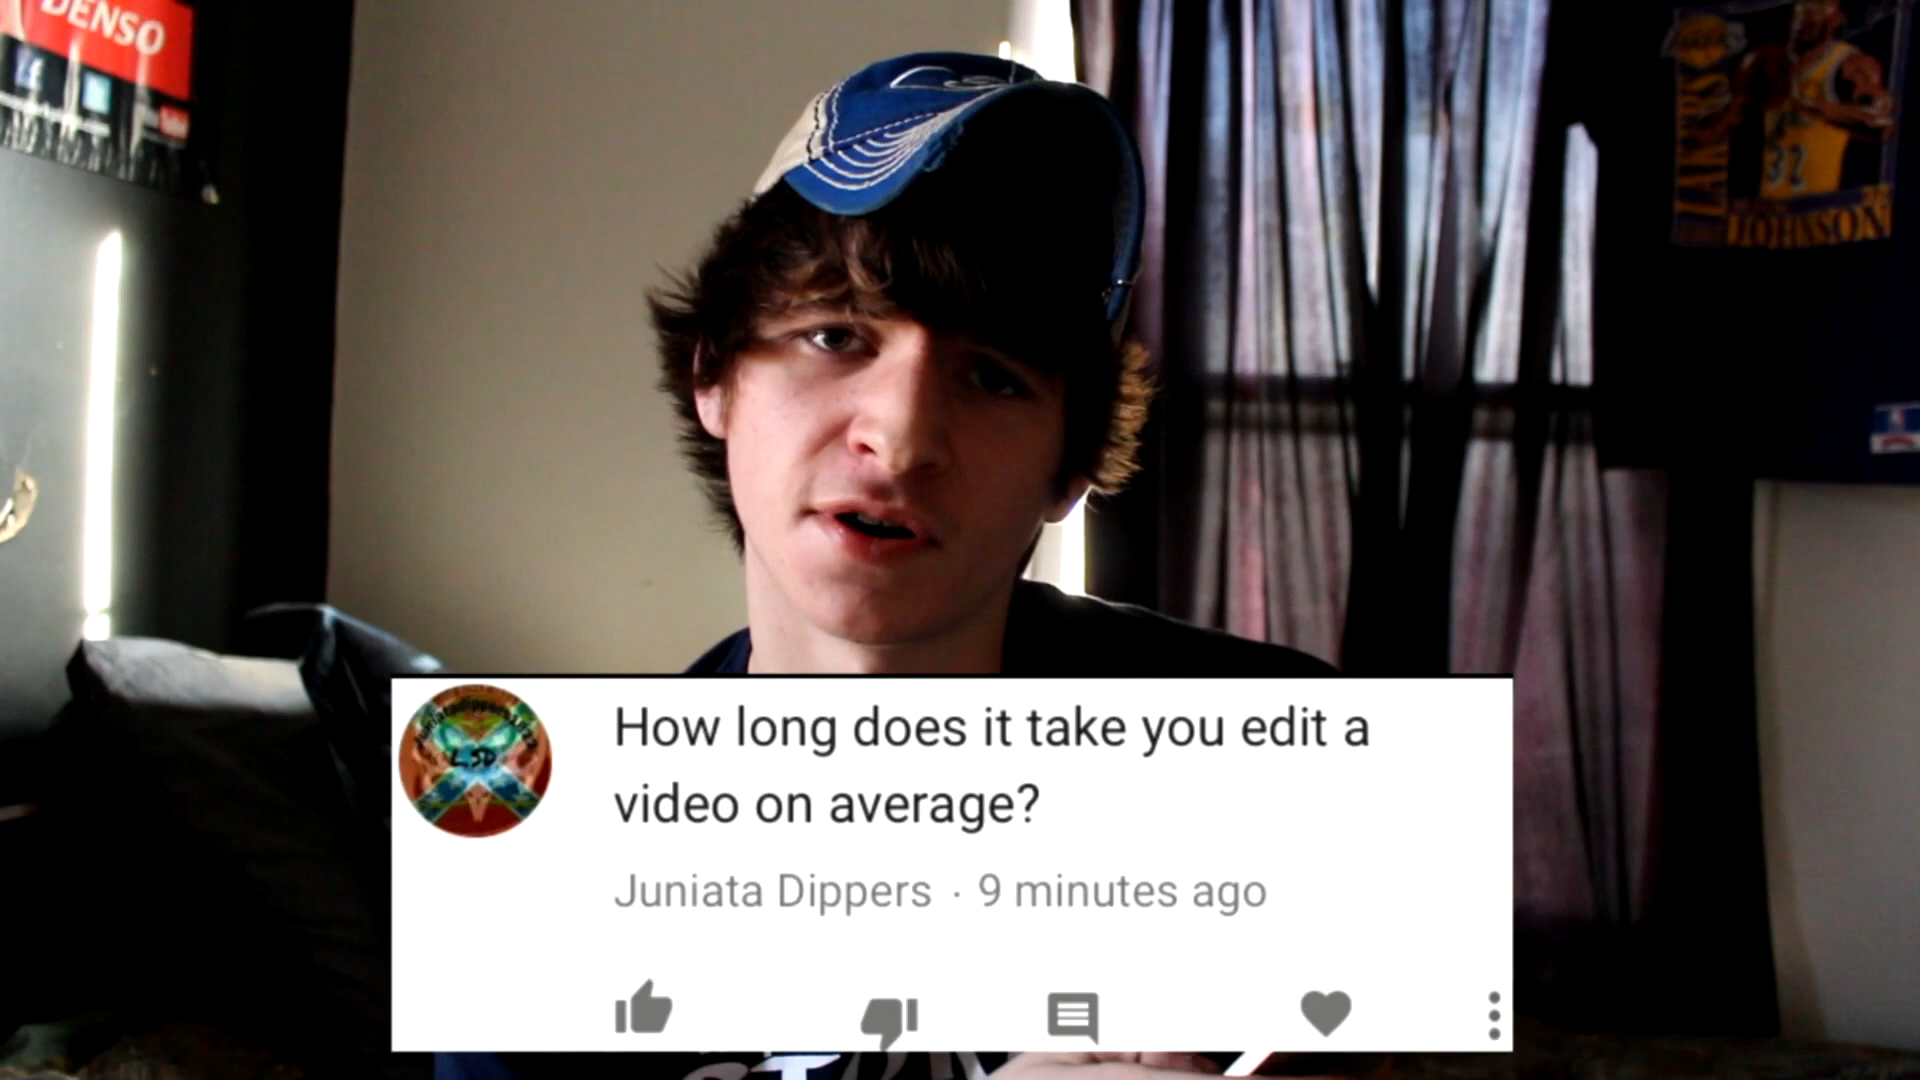 DENSO
LAKERS
32
JOHNSON
How long does it take you edit a
video on average?
Juniata Dippers · 9 minutes ago
LSD